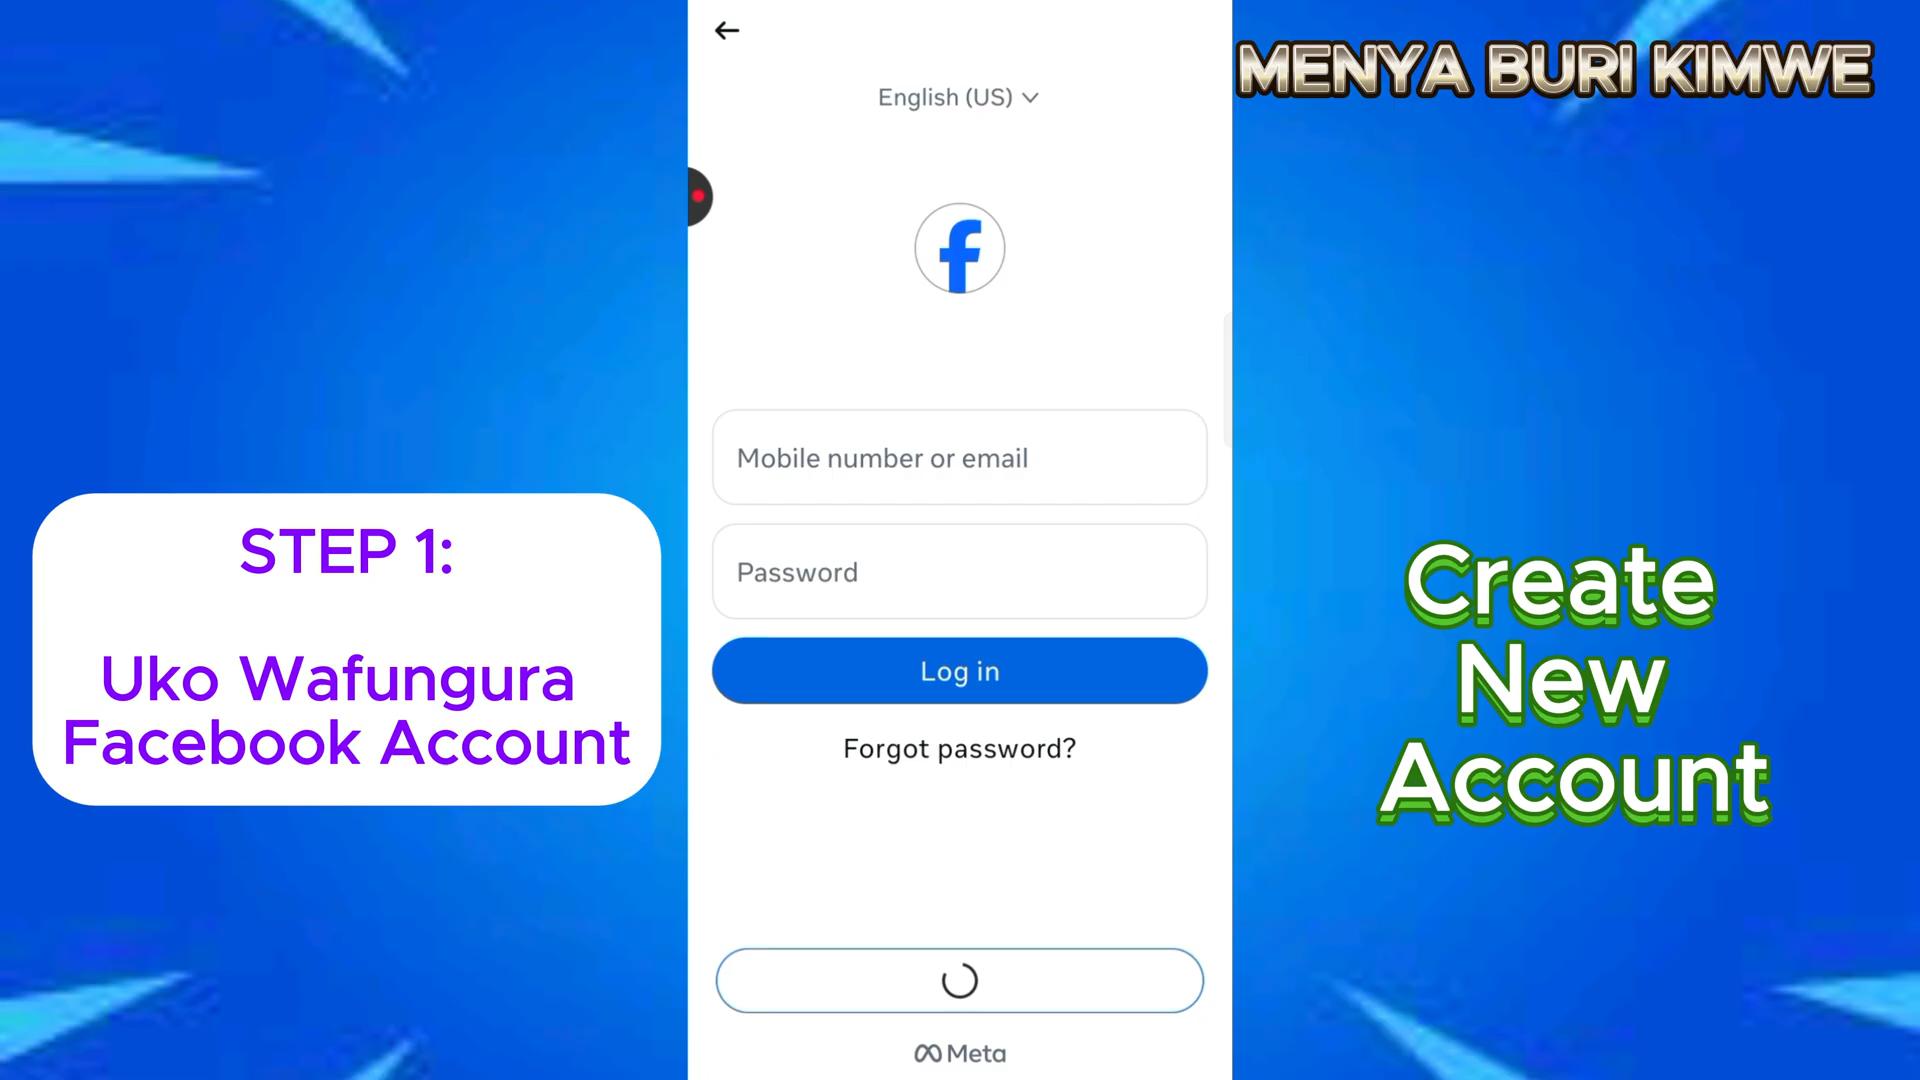 MENYA BURI KIMWE
English (US)
STEP 1:
Uko Wafungura
Facebook Account
Mobile number or email
Password
Log in
Forgot password?
Create
New
Account
Meta